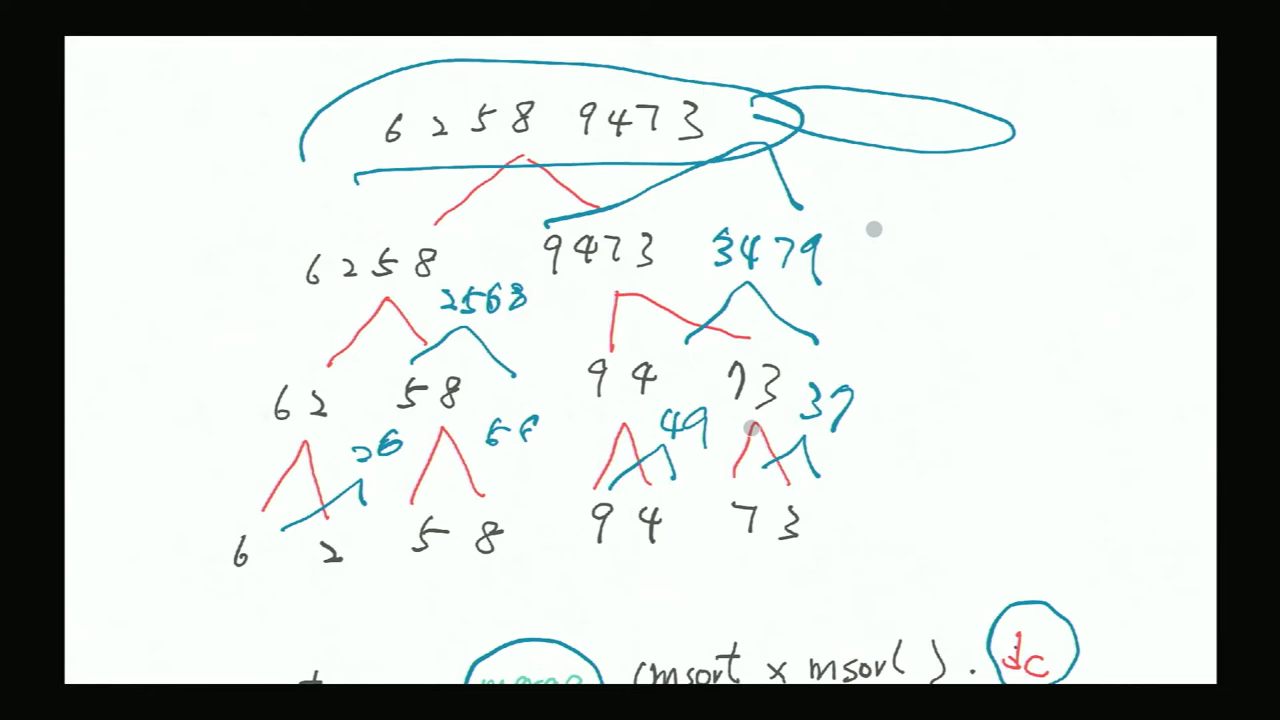 6 2 5 8 9 4 7 3
6 2 5 8 9 4 7 3 3 4 7 9
2 5 6 8
6 2 5 8 9 4 7 3
2 6 5 8 4 9 3 7
6 2 5 8 9 4 7 3
(msort x msort).